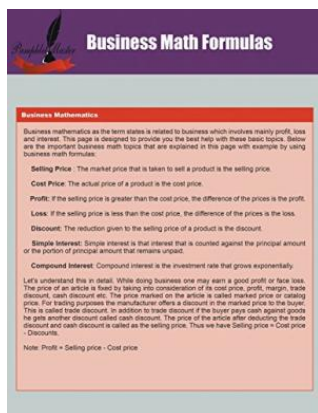 Pamphlet Master
Business Math Formulas
Business Mathematics
Business mathematics as the term states is related to business which involves mainly profit, loss
and interest. This page is designed to provide you the best help with these basic topics. Below
are the important business math topics that are explained in this page with example by using
business math formulas:
Selling Price : The market price that is taken to sell a product is the selling price.
Cost Price: The actual price of a product is the cost price.
Profit: If the selling price is greater than the cost price, the difference of the prices is the profit.
Loss: If the selling price is less than the cost price, the difference of the prices is the loss.
Discount: The reduction given to the selling price of a product is the discount.
Simple Interest: Simple interest is that interest that is counted against the principal amount
or the portion of principal amount that remains unpaid.
Compound Interest: Compound interest is the investment rate that grows exponentially.
Let's understand this in detail. While doing business one may earn a good profit or face loss.
The price of an article is fixed by taking into consideration of its cost price, profit, margin, trade
discount, cash discount etc. The price marked on the article is called marked price or catalog
price. For trading purposes the manufacturer offers a discount in the marked price to the buyer.
This is called trade discount. In addition to trade discount if the buyer pays cash against goods
he gets another discount called cash discount. The price of the article after deducting the trade
discount and cash discount is called as the selling price. Thus we have Selling price = Cost price
- Discounts.
Note: Profit = Selling price - Cost price